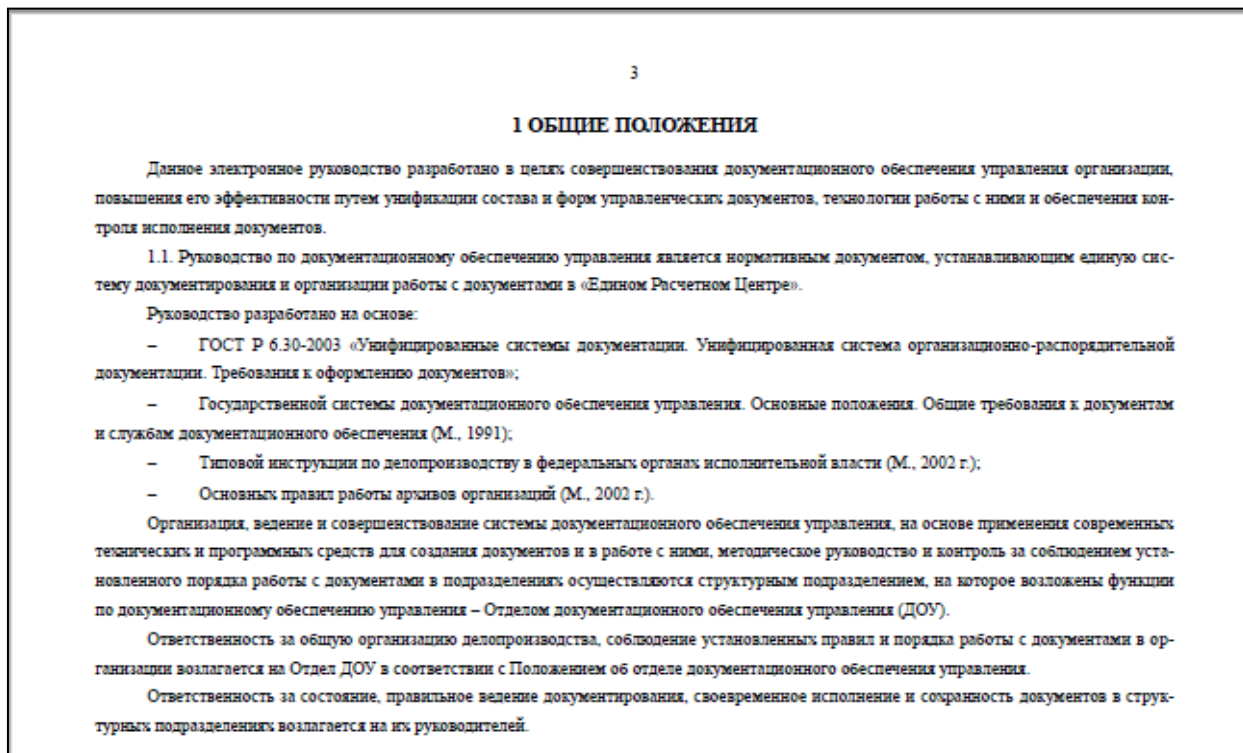 3
1 ОБЩИЕ ПОЛОЖЕНИЯ
Данное электронное руководство разработано в целях совершенствования документационного обеспечения управления организации,
повышения его эффективности путем унификации состава и форм управленческих документов, технологии работы с ними и обеспечения кон-
троля исполнения документов.
1.1. Руководство по документационному обеспечению управления является нормативным документом, устанавливающим единую сис-
тему документирования и организации работы с документами в «Едином Расчетном Центре».
Руководство разработано на основе:
– ГОСТ Р 6.30-2003 «Унифицированные системы документации. Унифицированная система организационно-распорядительной
документации. Требования к оформлению документов»;
– Государственной системы документационного обеспечения управления. Основные положения. Общие требования к документам
и службам документационного обеспечения (М., 1991);
– Типовой инструкции по делопроизводству в федеральных органах исполнительной власти (М., 2002 г.);
– Основных правил работы архивов организаций (М., 2002 г.).
Организация, ведение и совершенствование системы документационного обеспечения управления, на основе применения современных
технических и программных средств для создания документов и в работе с ними, методическое руководство и контроль за соблюдением уста-
новленного порядка работы с документами в подразделениях осуществляются структурным подразделением, на которое возложены функции
по документационному обеспечению управления – Отделом документационного обеспечения управления (ДОУ).
Ответственность за общую организацию делопроизводства, соблюдение установленных правил и порядка работы с документами в ор-
ганизации возлагается на Отдел ДОУ в соответствии с Положением об отделе документационного обеспечения управления.
Ответственность за состояние, правильное ведение документирования, своевременное исполнение и сохранность документов в струк-
турных подразделениях возлагается на их руководителей.